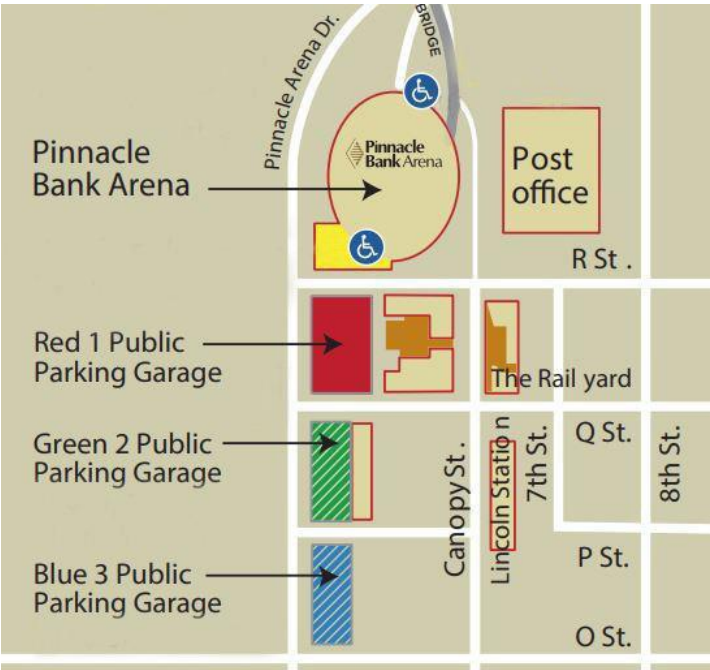 BRIDGE
Pinnacle Arena Dr.
Pinnacle
Bank Arena
Pinnacle
Bank Arena
Post
office
R St .
Red 1 Public
Parking Garage
The Rail yard
Green 2 Public
Parking Garage
Canopy St .
Lincoln Statio n
7th St.
Q St.
8th St.
Blue 3 Public
Parking Garage
P St.
O St.